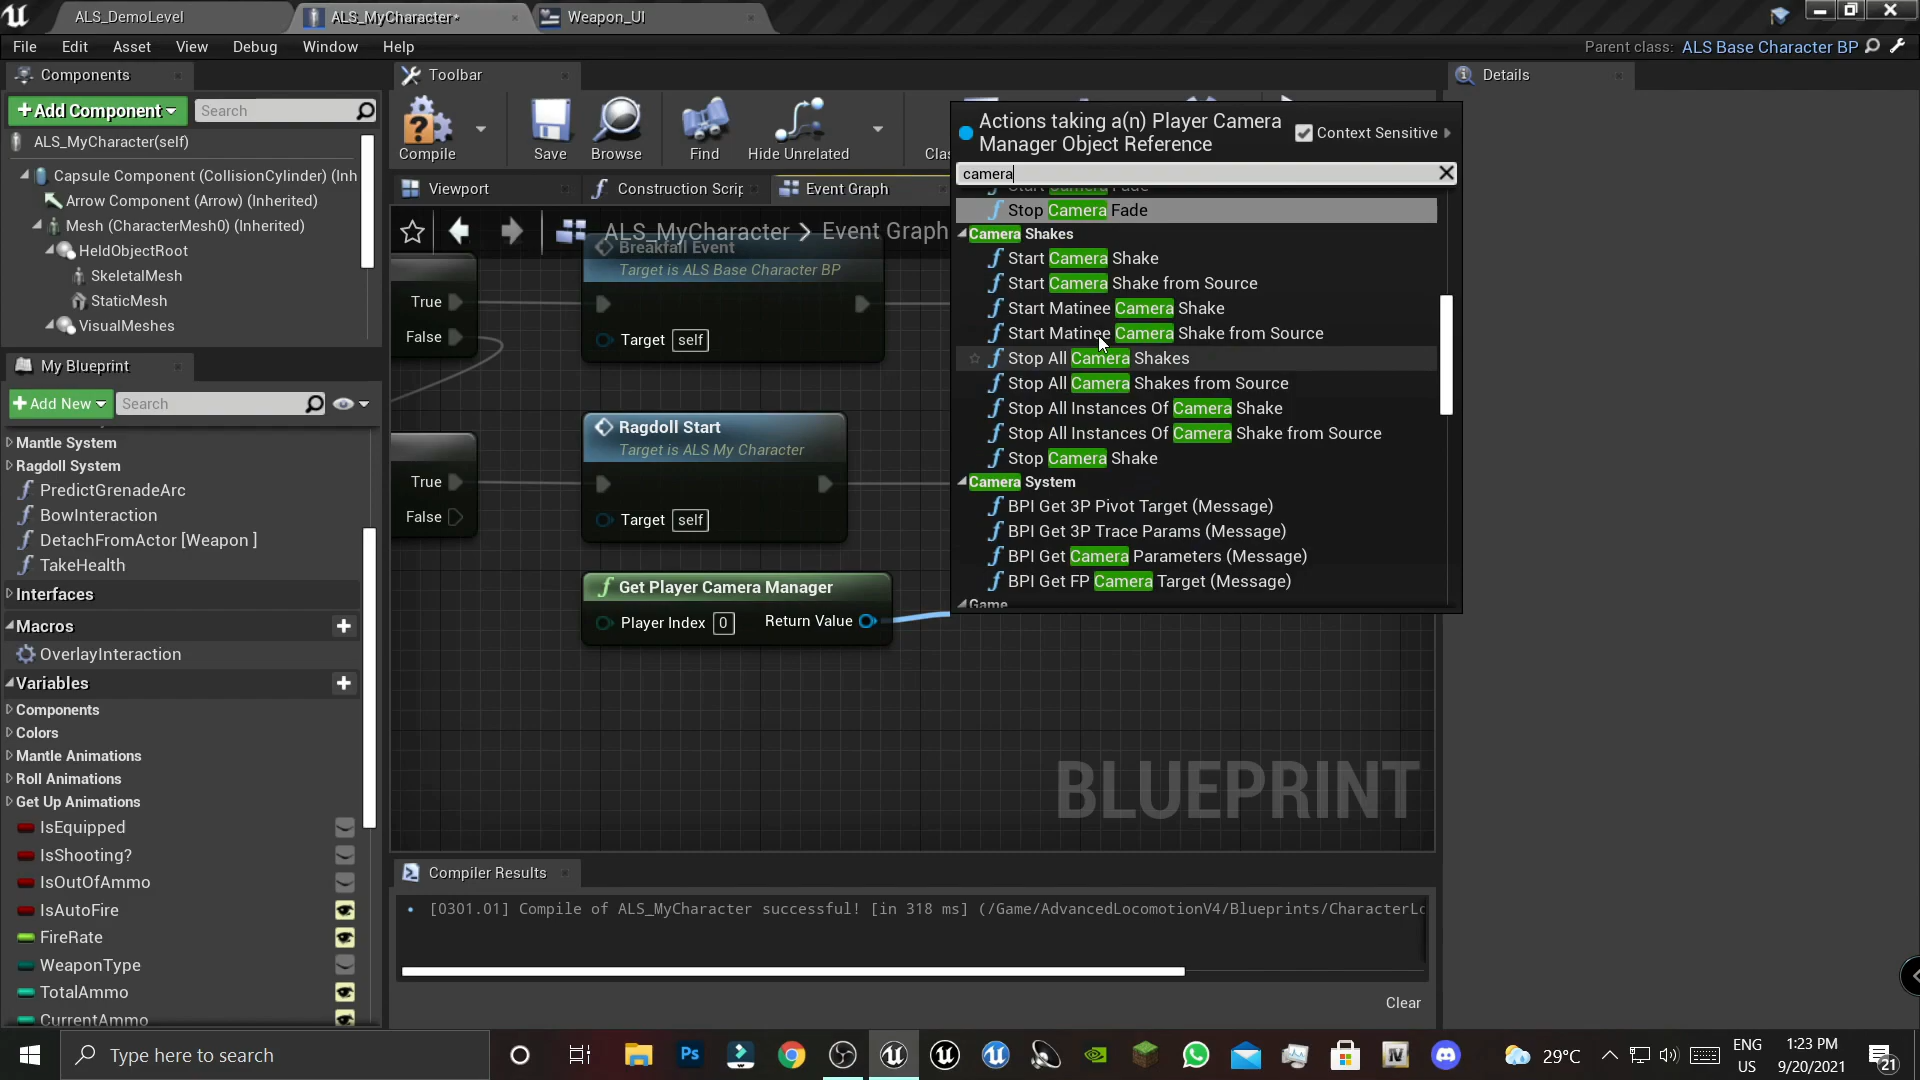 ALS_DemoLevel
ALS_MyCharacter*
Weapon_UI
File Edit Asset View Debug Window Help
Parent class: ALS Base Character BP
Components
+Add Component
Search
ALS_MyCharacter(self)
Capsule Component (CollisionCylinder) (Inh
Arrow Component (Arrow) (Inherited)
Mesh (CharacterMesh0) (Inherited)
HeldObjectRoot
SkeletalMesh
StaticMesh
VisualMeshes
My Blueprint
+Add New
Search
Mantle System
Ragdoll System
PredictGrenadeArc
BowInteraction
DetachFromActor [Weapon ]
TakeHealth
Interfaces
Macros
OverlayInteraction
Variables
Components
Colors
Mantle Animations
Roll Animations
Get Up Animations
IsEquipped
IsShooting?
IsOutOfAmmo
IsAutoFire
FireRate
WeaponType
TotalAmmo
CurrentAmmo
Toolbar
Compile
Save
Browse
Find
Hide Unrelated
Clas
Viewport
Construction Scrip
Event Graph
ALS_MyCharacter > Event Graph
True
False
True
False
Breakfall Event
Target is ALS Base Character BP
Target self
Ragdoll Start
Target is ALS My Character
Target self
Get Player Camera Manager
Player Index 0
Return Value
BLUEPRINT
Actions taking a(n) Player Camera
Manager Object Reference
Context Sensitive
camera
Start Camera Fade
Stop Camera Fade
Camera Shakes
Start Camera Shake
Start Camera Shake from Source
Start Matinee Camera Shake
Start Matinee Camera Shake from Source
Stop All Camera Shakes
Stop All Camera Shakes from Source
Stop All Instances Of Camera Shake
Stop All Instances Of Camera Shake from Source
Stop Camera Shake
Camera System
BPI Get 3P Pivot Target (Message)
BPI Get 3P Trace Params (Message)
BPI Get Camera Parameters (Message)
BPI Get FP Camera Target (Message)
Game
Details
Compiler Results
[0301.01] Compile of ALS_MyCharacter successful! [in 318 ms] (/Game/AdvancedLocomotionV4/Blueprints/CharacterLo
Clear
Type here to search
Ps
IV
29°C
ENG
US
1:23 PM
9/20/2021
21